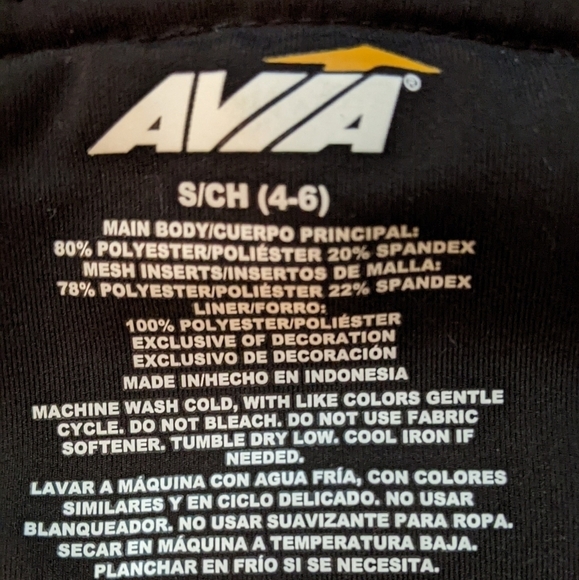 AVIA®
S/CH (4-6)
MAIN BODY/CUERPO PRINCIPAL:
80% POLYESTER/POLIÉSTER 20% SPANDEX
MESH INSERTS/INSERTOS DE MALLA:
78% POLYESTER/POLIÉSTER 22% SPANDEX
LINER/FORRO:
100% POLYESTER/POLIÉSTER
EXCLUSIVE OF DECORATION
EXCLUSIVO DE DECORACIÓN
MADE IN/HECHO EN INDONESIA
MACHINE WASH COLD, WITH LIKE COLORS GENTLE
CYCLE. DO NOT BLEACH. DO NOT USE FABRIC
SOFTENER. TUMBLE DRY LOW. COOL IRON IF
NEEDED.
LAVAR A MÁQUINA CON AGUA FRÍA, CON COLORES
SIMILARES Y EN CICLO DELICADO. NO USAR
BLANQUEADOR. NO USAR SUAVIZANTE PARA ROPA.
SECAR EN MÁQUINA A TEMPERATURA BAJA.
PLANCHAR EN FRÍO SI SE NECESITA.